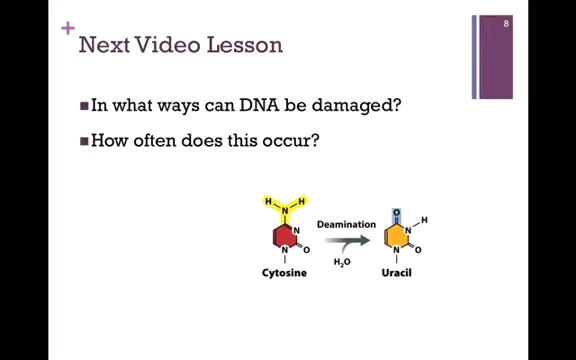 8
+
Next Video Lesson
In what ways can DNA be damaged?
How often does this occur?
H H
N
N
N O
Cytosine
Deamination
H₂O
O
H
N
N O
Uracil